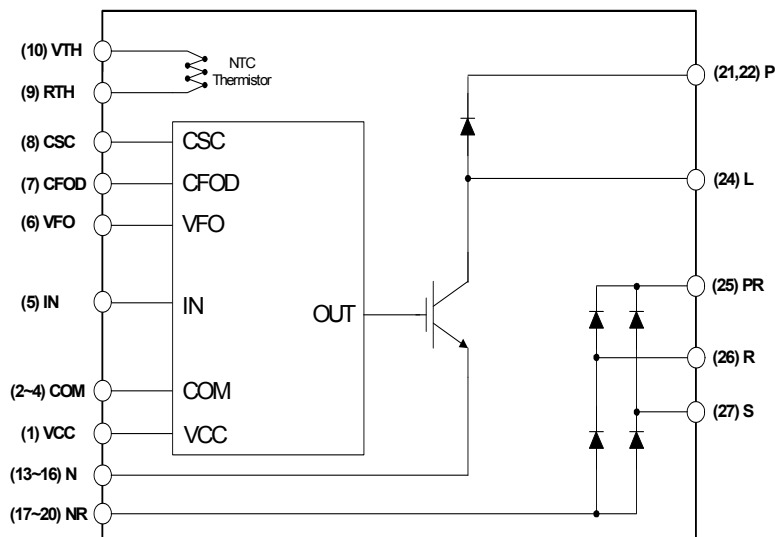 (10) VTH
NTC
Thermistor
(9) RTH
(21,22) P
(8) CSC
CSC
(7) CFOD
CFOD
(24) L
(6) VFO
VFO
(5) IN
IN
OUT
(25) PR
(26) R
(2~4) COM
COM
(27) S
(1) VCC
VCC
(13~16) N
(17~20) NR